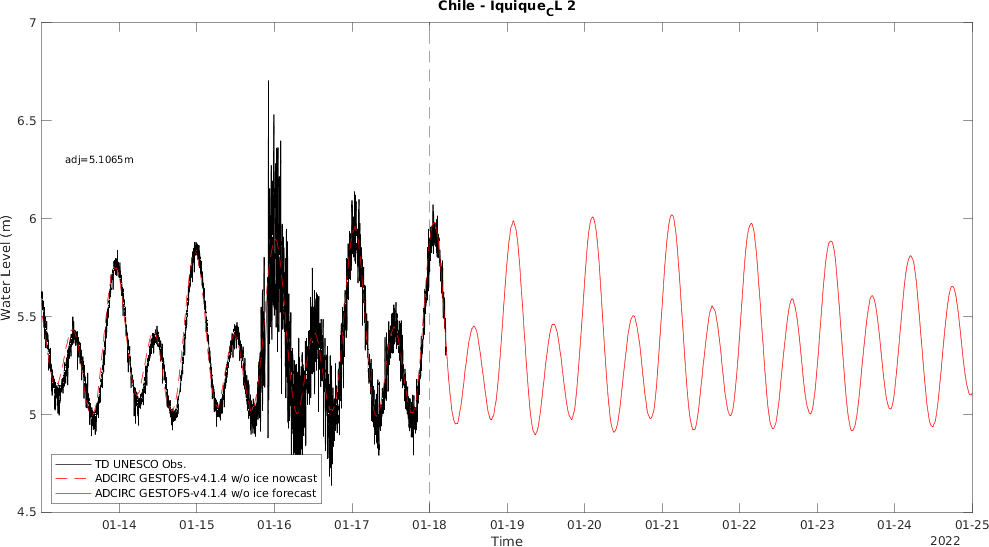 Chile - IquiqueCL 2
7
6.5
6
5.5
5
4.5
Water Level (m)
adj=5.1065m
TD UNESCO Obs.
ADCIRC GESTOFS-v4.1.4 w/o ice nowcast
ADCIRC GESTOFS-v4.1.4 w/o ice forecast
01-14 01-15 01-16 01-17 01-18 01-19 01-20 01-21 01-22 01-23 01-24 01-25
Time
2022